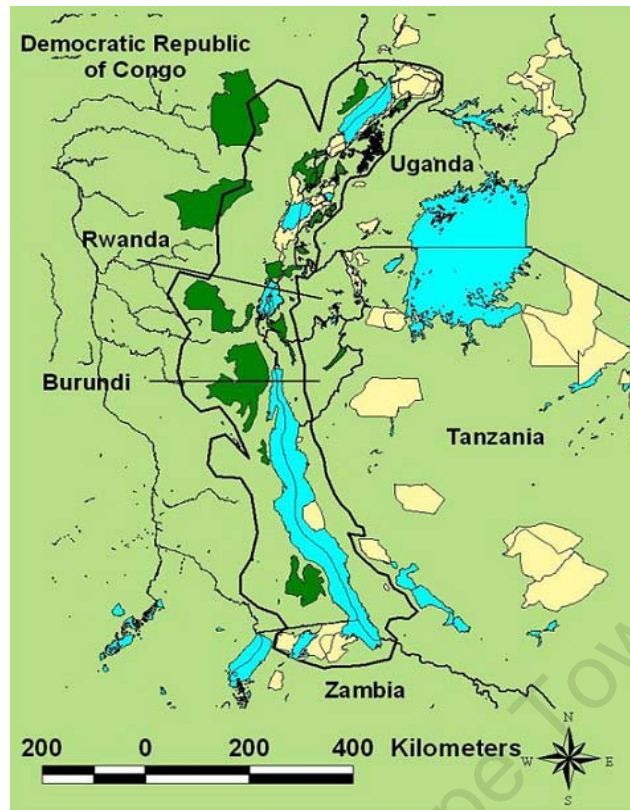 Democratic Republic
of Congo
Uganda
Rwanda
Burundi
Tanzania
Zambia
200 0 200 400 Kilometers
N
W E
S